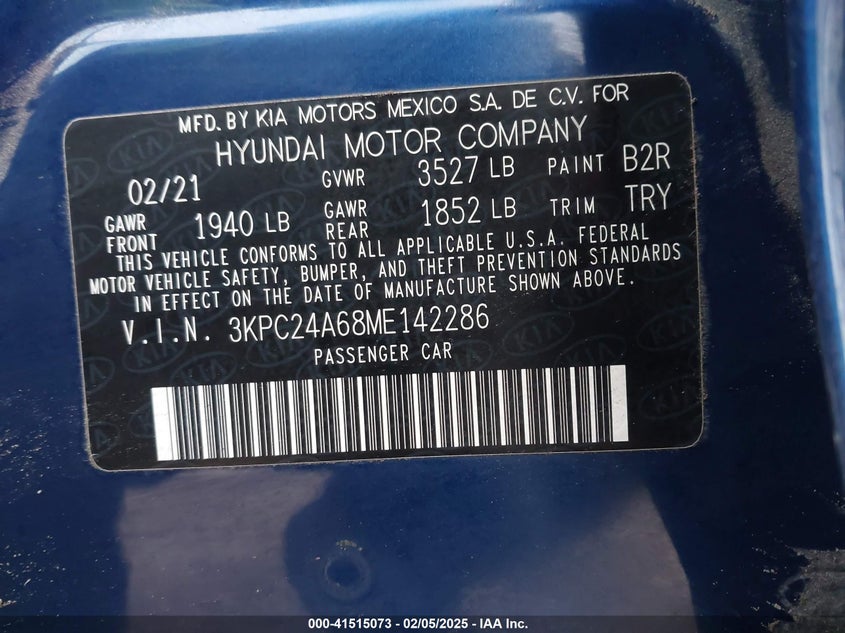 MFD. BY KIA MOTORS MEXICO S.A. DE C.V. FOR
HYUNDAI MOTOR COMPANY
02/21 GVWR 3527 LB PAINT B2R
GAWR FRONT 1940 LB GAWR REAR 1852 LB TRIM TRY
THIS VEHICLE CONFORMS TO ALL APPLICABLE U.S.A. FEDERAL
MOTOR VEHICLE SAFETY, BUMPER, AND THEFT PREVENTION STANDARDS
IN EFFECT ON THE DATE OF MANUFACTURE SHOWN ABOVE.
V.I.N. 3KPC24A68ME142286
PASSENGER CAR
000-41515073 - 02/05/2025 - IAA Inc.